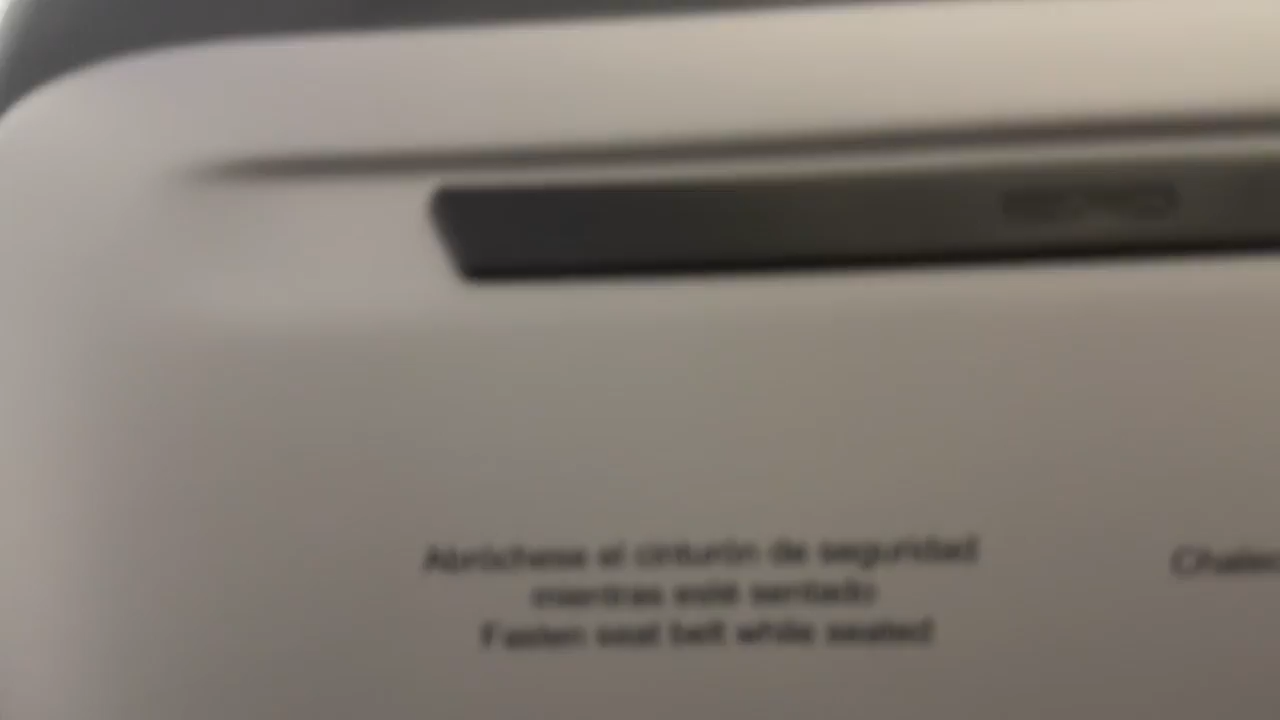 Abróchese el cinturón de seguridad
mientras esté sentado
Fasten seat belt while seated